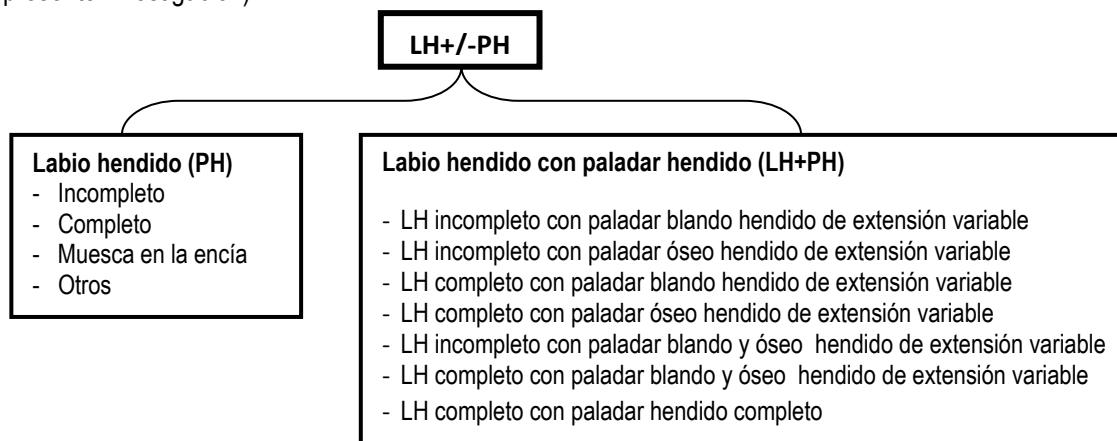 LH+/-PH
Labio hendido (PH)
- Incompleto
- Completo
- Muesca en la encía
- Otros
Labio hendido con paladar hendido (LH+PH)
- LH incompleto con paladar blando hendido de extensión variable
- LH incompleto con paladar óseo hendido de extensión variable
- LH completo con paladar blando hendido de extensión variable
- LH completo con paladar óseo hendido de extensión variable
- LH incompleto con paladar blando y óseo hendido de extensión variable
- LH completo con paladar blando y óseo hendido de extensión variable
- LH completo con paladar hendido completo